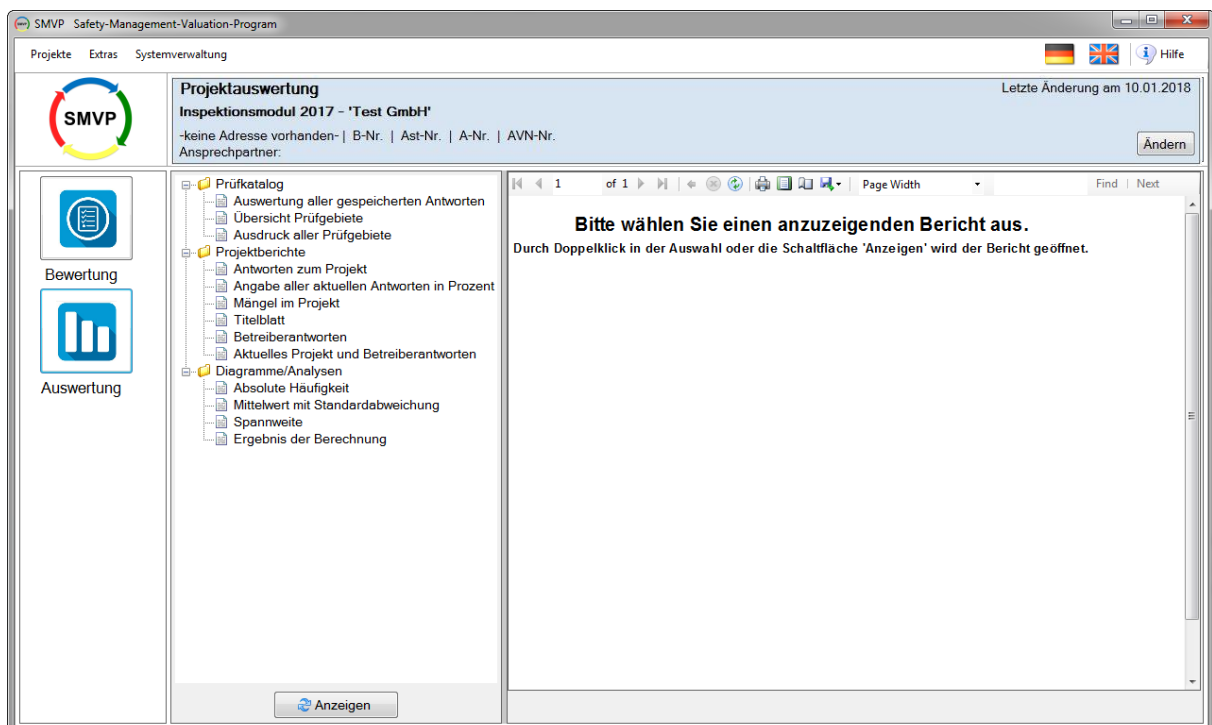 SMVP Safety-Management-Valuation-Program
Projekte Extras Systemverwaltung
Hilfe
SMVP
Projektauswertung
Letzte Änderung am 10.01.2018
Inspektionsmodul 2017 - 'Test GmbH'
-keine Adresse vorhanden- | B-Nr. | Ast-Nr. | A-Nr. | AVN-Nr.
Ansprechpartner:
Ändern
Bewertung
Auswertung
Prüfkatalog
Auswertung aller gespeicherten Antworten
Übersicht Prüfgebiete
Ausdruck aller Prüfgebiete
Projektberichte
Antworten zum Projekt
Angabe aller aktuellen Antworten in Prozent
Mängel im Projekt
Titelblatt
Betreiberantworten
Aktuelles Projekt und Betreiberantworten
Diagramme/Analysen
Absolute Häufigkeit
Mittelwert mit Standardabweichung
Spannweite
Ergebnis der Berechnung
Anzeigen
1 of 1 Page Width Find | Next
Bitte wählen Sie einen anzuzeigenden Bericht aus.
Durch Doppelklick in der Auswahl oder die Schaltfläche 'Anzeigen' wird der Bericht geöffnet.